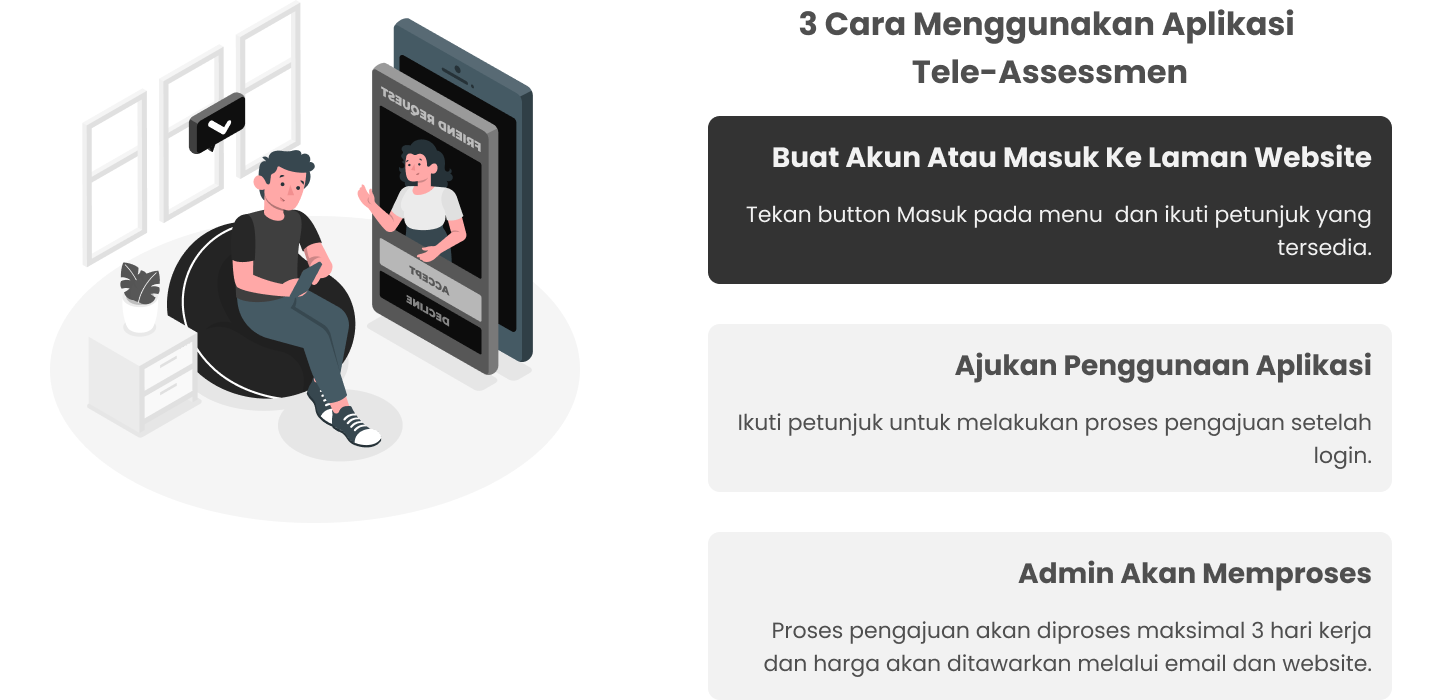 3 Cara Menggunakan Aplikasi
Tele-Assessmen
Buat Akun Atau Masuk Ke Laman Website
Tekan button Masuk pada menu  dan ikuti petunjuk yang
tersedia.
Ajukan Penggunaan Aplikasi
Ikuti petunjuk untuk melakukan proses pengajuan setelah
login.
Admin Akan Memproses
Proses pengajuan akan diproses maksimal 3 hari kerja
dan harga akan ditawarkan melalui email dan website.
FRIEND REQUEST
ACCEPT
DECLINE